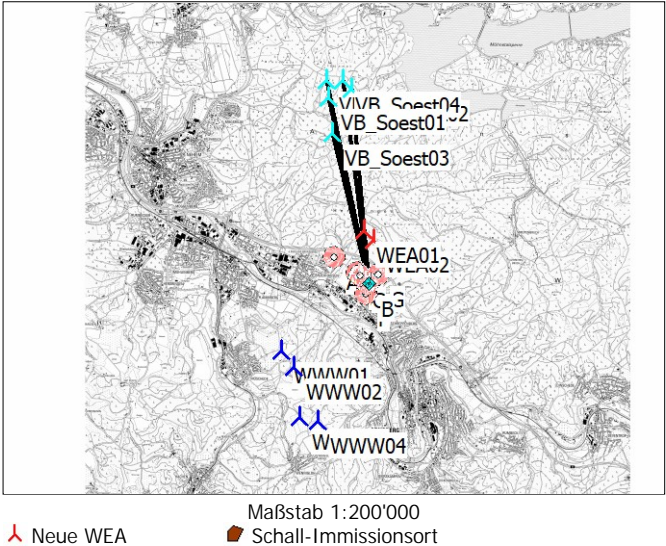 VB_Soest04
VB_Soest01
VB_Soest03
WEA01
WEA02
B
WWW01
WWW02
WWW04
Maßstab 1:200'000
Neue WEA
Schall-Immissionsort